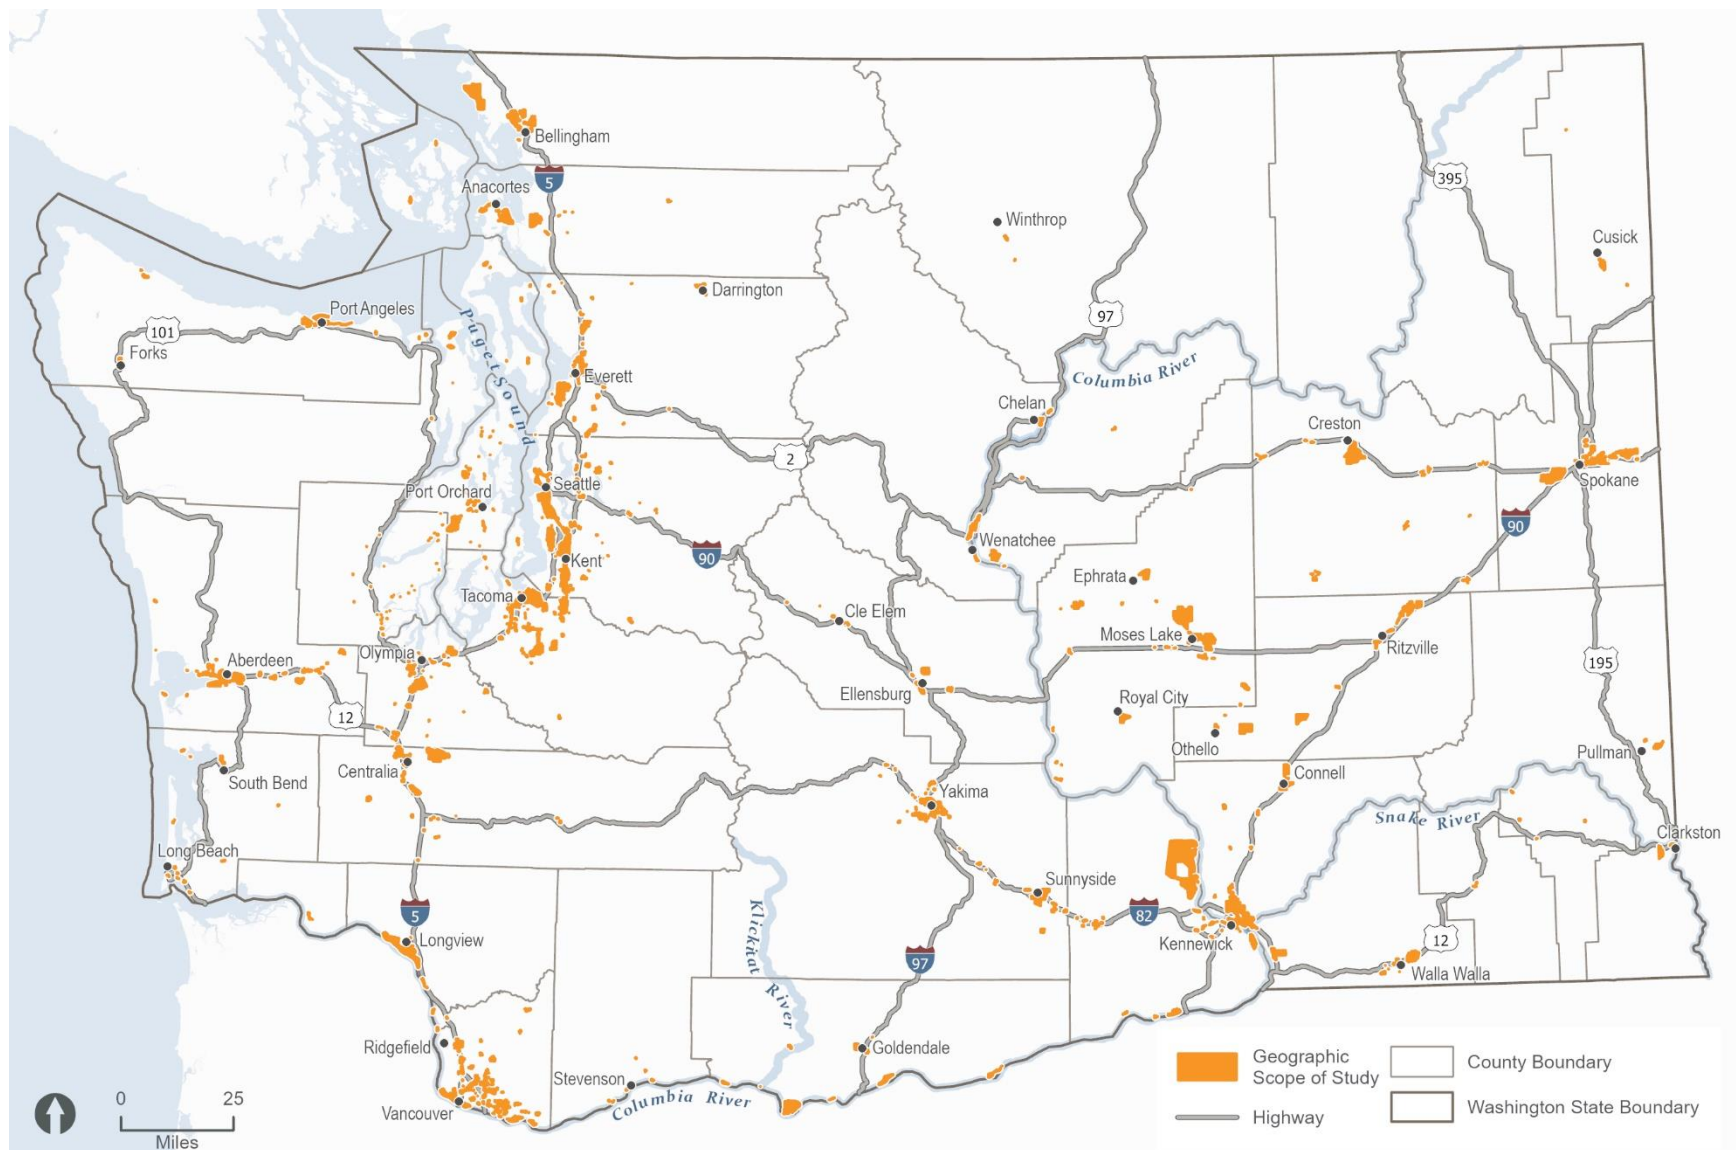 Bellingham
5
Anacortes
395
Winthrop
Cusick
Darrington
Port Angeles
97
101
Puget Sound
Forks
Columbia River
Everett
Chelan
Creston
2
Seattle
Port Orchard
Spokane
90
Wenatchee
90
Kent
Ephrata
Tacoma
Cle Elem
Moses Lake
Ritzville
Olympia
Aberdeen
195
Ellensburg
Royal City
12
Othello
Pullman
Centralia
Connell
South Bend
Yakima
Snake River
Clarkston
Long Beach
Sunnyside
5
82
Longview
Klickitat River
Kennewick
12
97
Walla Walla
Ridgefield
Goldendale
Stevenson
Columbia River
Vancouver
0 25
Miles
Geographic
Scope of Study
Highway
County Boundary
Washington State Boundary